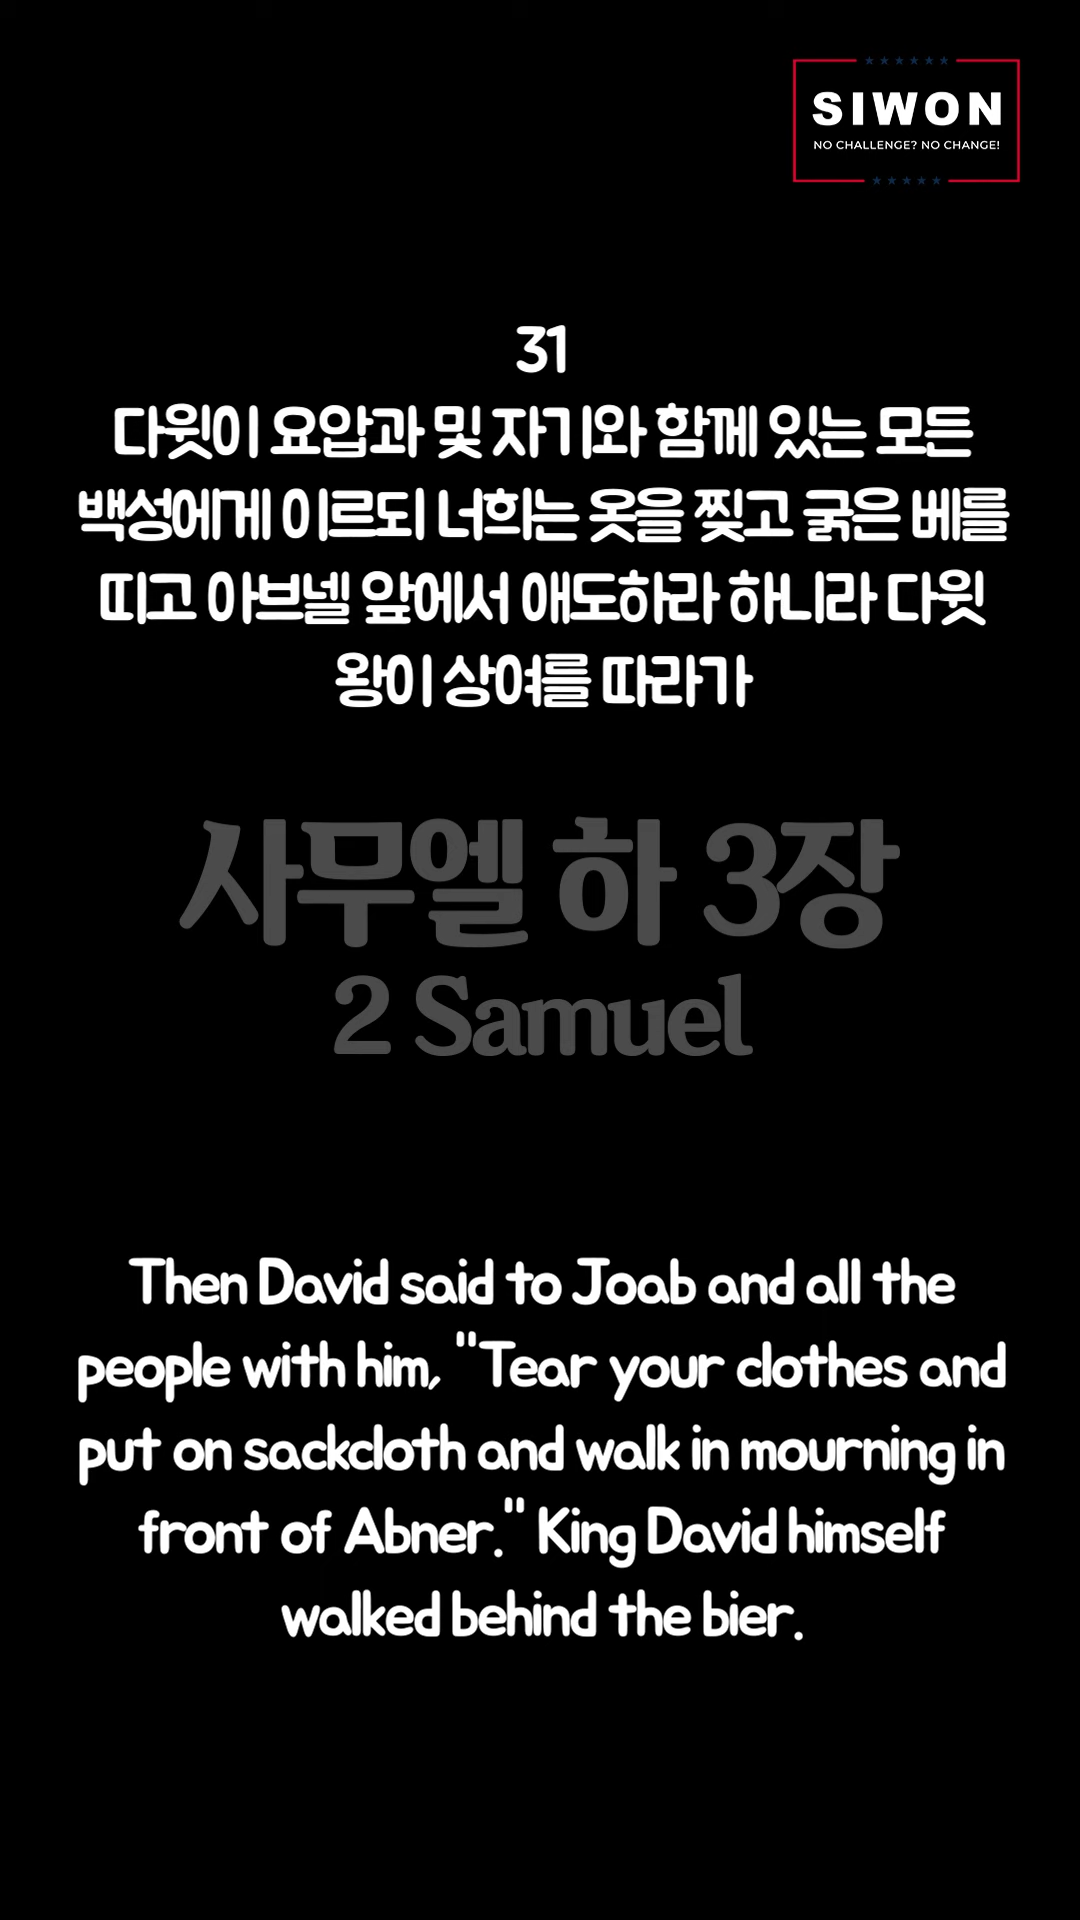 ★★★★★★
SIWON
NO CHALLENGE? NO CHANGE!
★★★★★
31
다윗이 요압과 및 자기와 함께 있는 모든
백성에게 이르되 너희는 옷을 찢고 굵은 베를
띠고 아브넬 앞에서 애도하라 하니라 다윗
왕이 상여를 따라가
사무엘 하 3장
2 Samuel
Then David said to Joab and all the
people with him, "Tear your clothes and
put on sackcloth and walk in mourning in
front of Abner." King David himself
walked behind the bier.